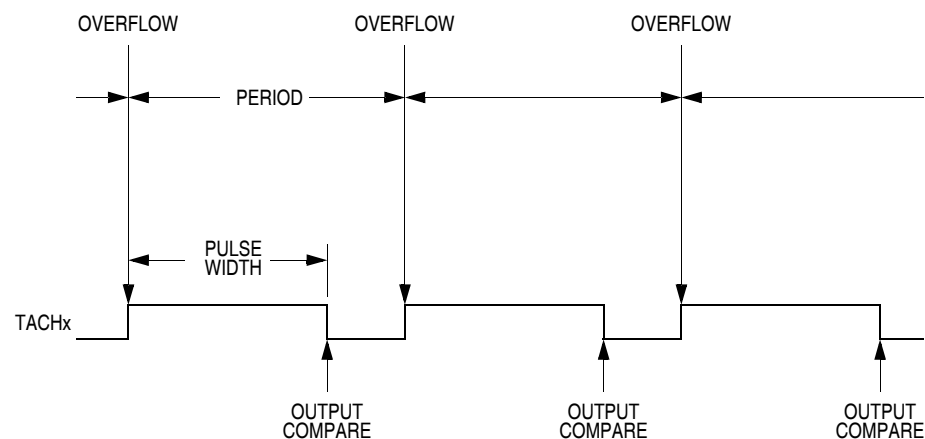 OVERFLOW
OVERFLOW
OVERFLOW
PERIOD
PULSE
WIDTH
TACHx
OUTPUT
COMPARE
OUTPUT
COMPARE
OUTPUT
COMPARE